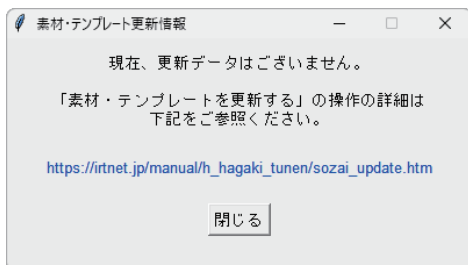 素材・テンプレート更新情報
現在、更新データはございません。
「素材・テンプレートを更新する」の操作の詳細は
下記をご参照ください。
https://irtnet.jp/manual/h_hagaki_tunen/sozai_update.htm
閉じる